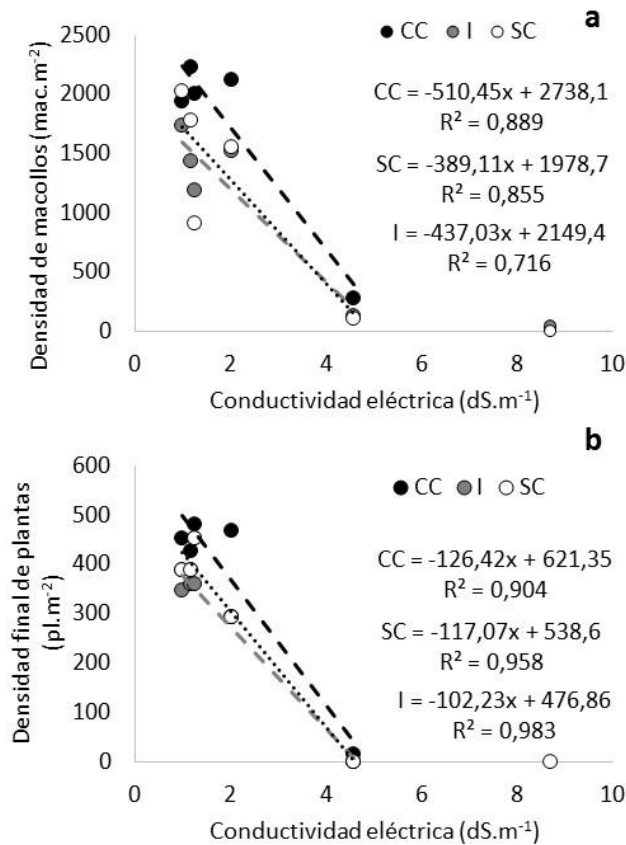 a
Densidad de macollos (mac.m-2)
2500
2000
1500
1000
500
0
CC I SC
CC = -510,45x + 2738,1
R² = 0,889
SC = -389,11x + 1978,7
R² = 0,855
I = -437,03x + 2149,4
R² = 0,716
0 2 4 6 8 10
Conductividad eléctrica (dS.m-1)
b
Densidad final de plantas
(pl.m-2)
600
500
400
300
200
100
0
CC I SC
CC = -126,42x + 621,35
R² = 0,904
SC = -117,07x + 538,6
R² = 0,958
I = -102,23x + 476,86
R² = 0,983
0 2 4 6 8 10
Conductividad eléctrica (dS.m-1)